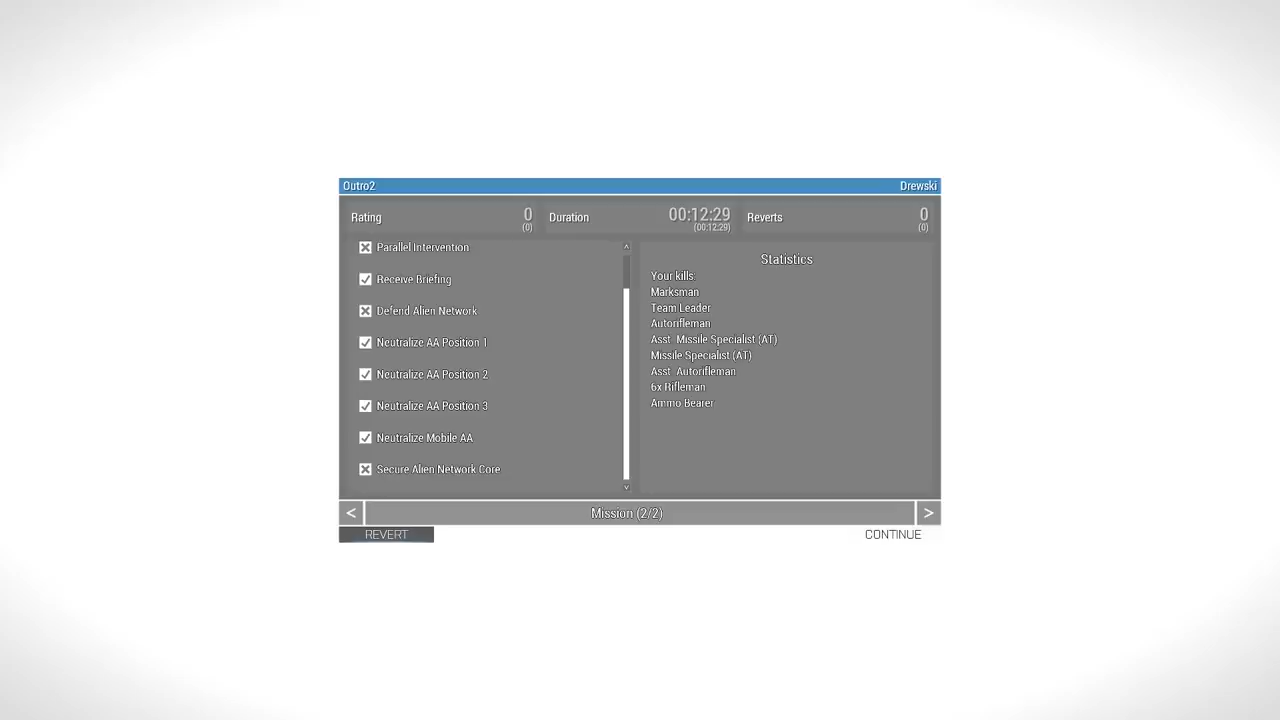 Outro2 Drewski
Rating 0 Duration 00:12:29 Reverts 0
(0) (00:12:29) (0)
Parallel Intervention
Receive Briefing
Defend Alien Network
Neutralize AA Position 1
Neutralize AA Position 2
Neutralize AA Position 3
Neutralize Mobile AA
Secure Alien Network Core
Statistics
Your kills:
Marksman
Team Leader
Autorifleman
Asst. Missile Specialist (AT)
Missile Specialist (AT)
Asst. Autorifleman
6x Rifleman
Ammo Bearer
< Mission (2/2) >
REVERT CONTINUE